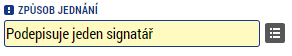 ZPŮSOB JEDNÁNÍ
Podepisuje jeden signatář